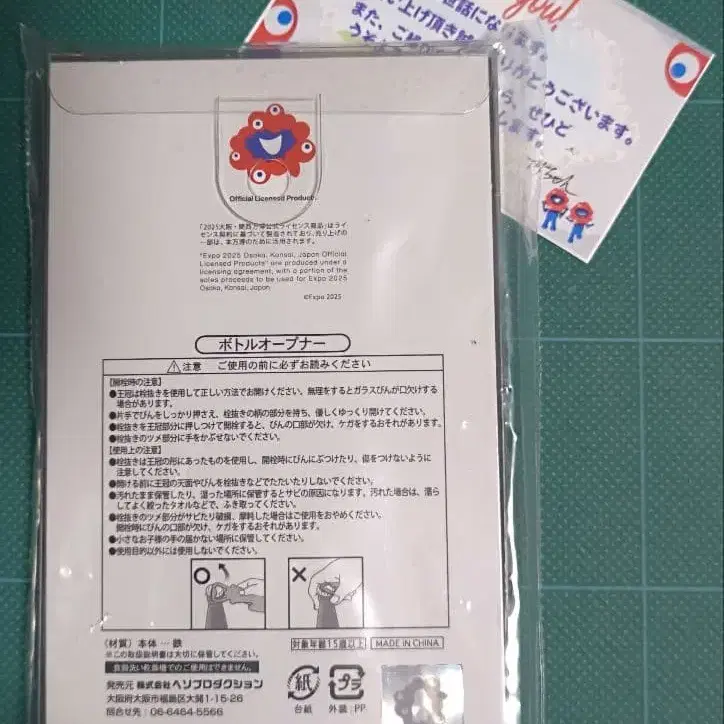 you!
世話になります。
い上げ頂き誠
ありがとうございます。
また、ご
ら、ぜひど
します。
Official Licensed Product.
「2025大阪・関西万博公式ライセンス商品」はライ
センス契約に基づいて製造されており、売り上げの
一部は、本万博のために活用されます。
"Expo 2025 Osaka, Kansai, Japan Official
Licensed Products" are produced under a
licensing agreement, with a portion of the
sales proceeds to be used for Expo 2025
Osaka, Kansai, Japan.
©Expo 2025
ボトルオープナー
⚠注意 ご使用の前に必ずお読みください
【開栓時の注意】
●王冠は栓抜きを使用して正しい方法でお開けください。無理をするとガラスびんが口欠けする
場合があります。
●片手でびんをしっかり押さえ、栓抜きの柄の部分を持ち、優しくゆっくり開けてください。
●栓抜きを王冠部分に押しつけて開栓すると、びんの口部が欠け、ケガをするおそれがあります。
●栓抜きのツメ部分に手をかぶせないでください。
【使用上の注意】
●栓抜きは王冠の形にあったものを使用し、開栓時にびんにぶつけたり、傷をつけないように
注意してください。
●開ける前に王冠の天面やびんを栓抜きなどでたたいたりしないでください。
●汚れたまま保管したり、湿った場所に保管するとサビの原因になります。汚れた場合は、濡ら
してよく絞ったタオルなどで、ふき取ってください。
●栓抜きのツメ部分がサビたり破損、摩耗した場合はご使用をおやめください。
開栓時にびんの口部が欠け、ケガをするおそれがあります。
●小さなお子様の手の届かない場所に保管してください。
●使用目的以外には使用しないでください。
〈材質〉本体…鉄
対象年齢15歳以上 MADE IN CHINA
※この取扱説明書は大切に保管してください。
食器洗い乾燥機でのご使用はできません。
発売元 株式会社ヘソプロダクション
大阪府大阪市福島区大開1-15-26
問合せ先：06-6464-5566
紙
台紙
プラ
外装：PP